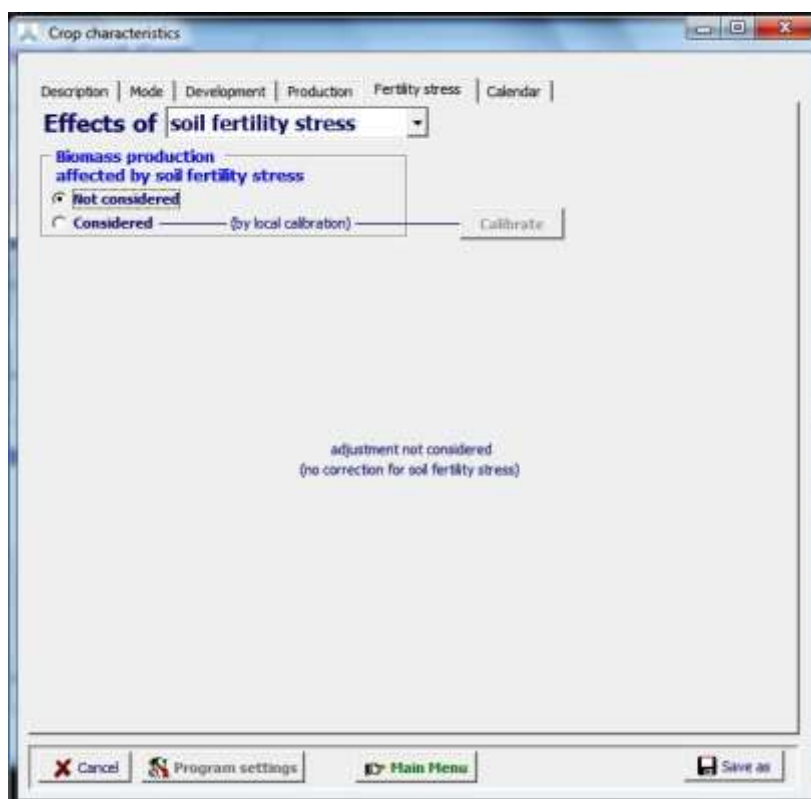 Crop characteristics
Description Mode Development Production Fertility stress Calendar
Effects of soil fertility stress
Biomass production
affected by soil fertility stress
Not considered
Considered (by local calibration) Calibrate
adjustment not considered
(no correction for soil fertility stress)
Cancel Program settings Main Menu Save as